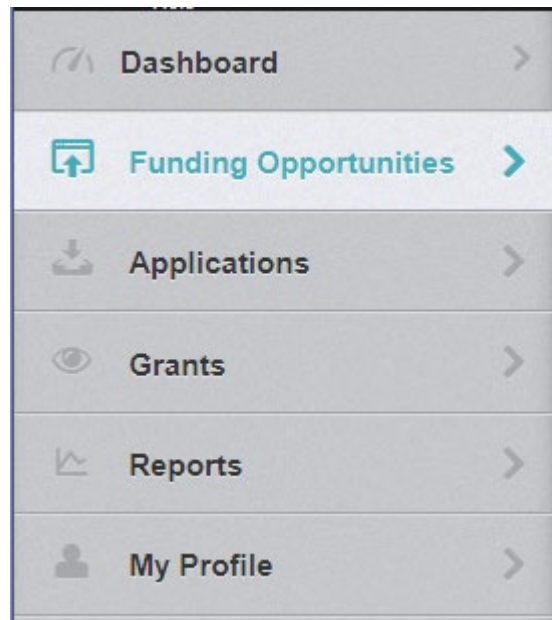 Dashboard
Funding Opportunities
Applications
Grants
Reports
My Profile